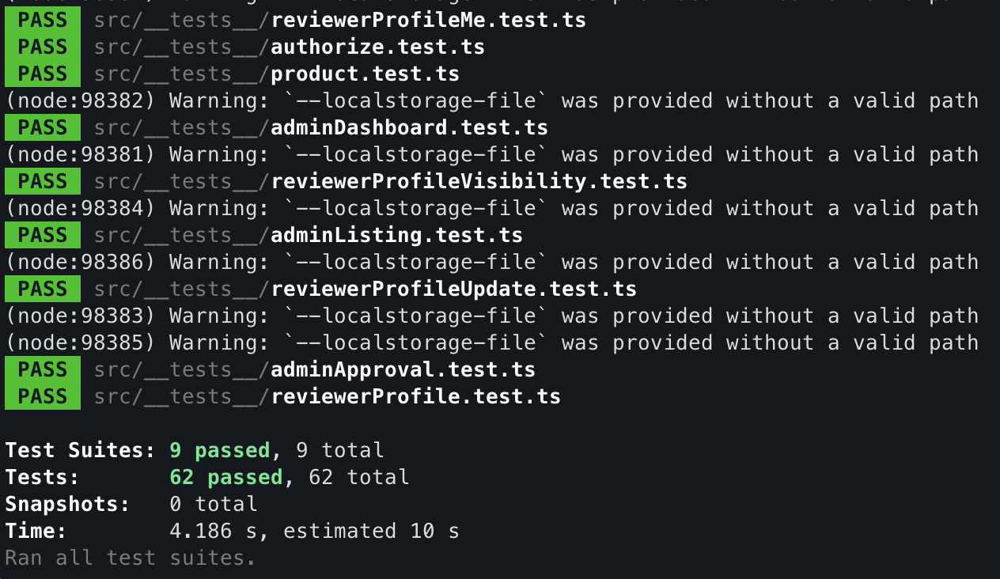 PASS src/__tests__/reviewerProfileMe.test.ts
PASS src/__tests__/authorize.test.ts
PASS src/__tests__/product.test.ts
(node:98382) Warning: `--localstorage-file` was provided without a valid path
PASS src/__tests__/adminDashboard.test.ts
(node:98381) Warning: `--localstorage-file` was provided without a valid path
PASS src/__tests__/reviewerProfileVisibility.test.ts
(node:98384) Warning: `--localstorage-file` was provided without a valid path
PASS src/__tests__/adminListing.test.ts
(node:98386) Warning: `--localstorage-file` was provided without a valid path
PASS src/__tests__/reviewerProfileUpdate.test.ts
(node:98383) Warning: `--localstorage-file` was provided without a valid path
(node:98385) Warning: `--localstorage-file` was provided without a valid path
PASS src/__tests__/adminApproval.test.ts
PASS src/__tests__/reviewerProfile.test.ts
Test Suites: 9 passed, 9 total
Tests: 62 passed, 62 total
Snapshots: 0 total
Time: 4.186 s, estimated 10 s
Ran all test suites.